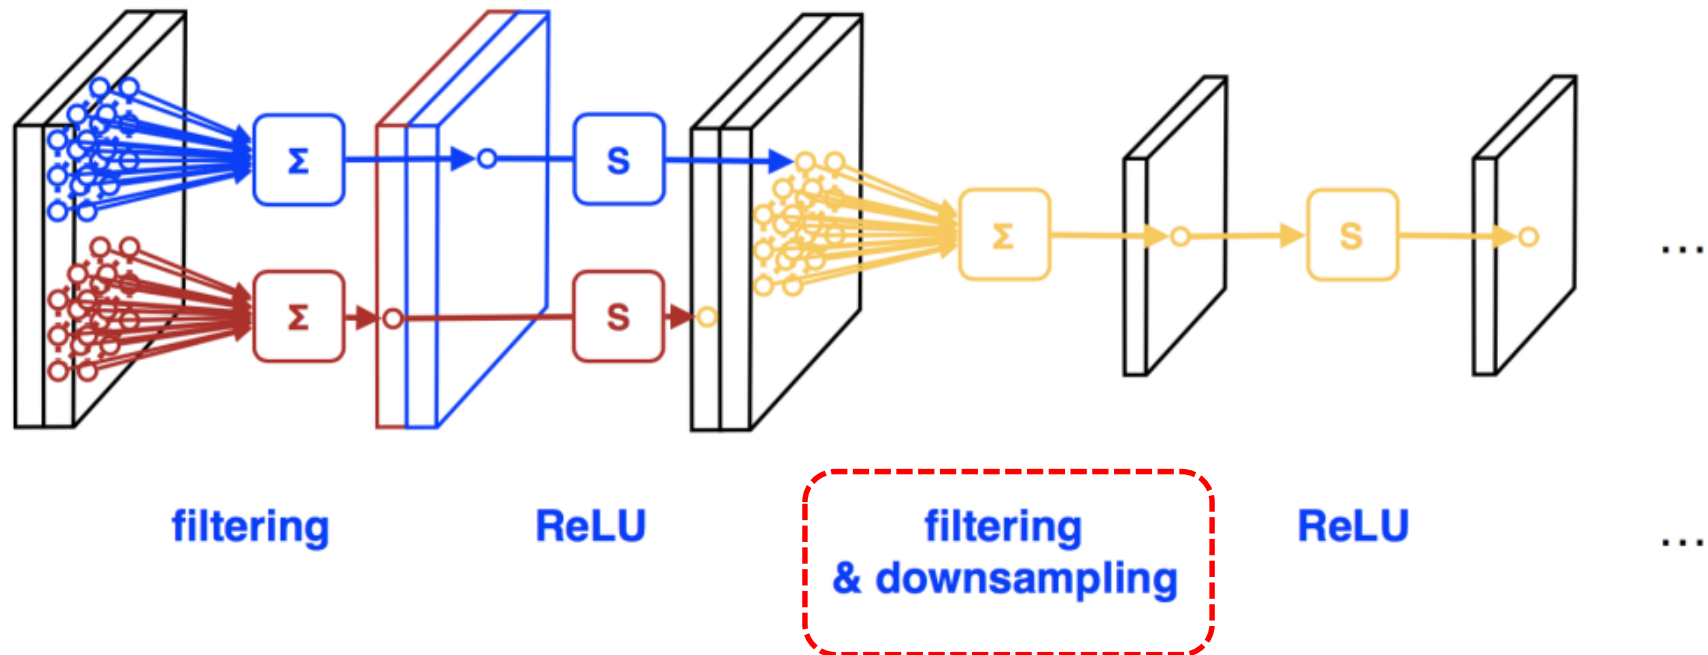 Σ S Σ S ...
Σ S
filtering ReLU filtering ReLU ...
& downsampling